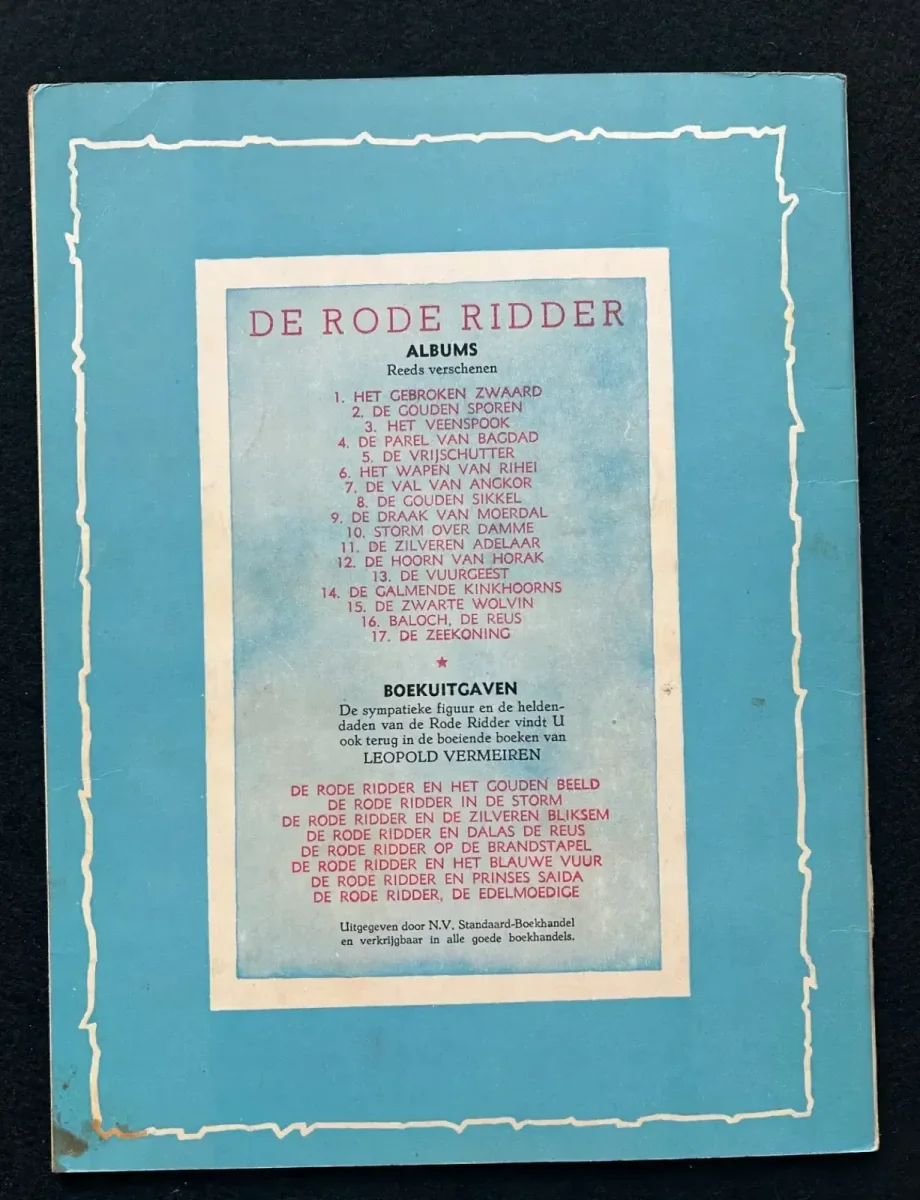 DE RODE RIDDER
ALBUMS
Reeds verschenen
1. HET GEBROKEN ZWAARD
2. DE GOUDEN SPOREN
3. HET VEENSPOOK
4. DE PAREL VAN BAGDAD
5. DE VRIJSCHUTTER
6. HET WAPEN VAN RIHEI
7. DE VAL VAN ANGKOR
8. DE GOUDEN SIKKEL
9. DE DRAAK VAN MOERDAL
10. STORM OVER DAMME
11. DE ZILVEREN ADELAAR
12. DE HOORN VAN HORAK
13. DE VUURGEEST
14. DE GALMENDE KINKHOORNS
15. DE ZWARTE WOLVIN
16. BALOCH, DE REUS
17. DE ZEEKONING
★
BOEKUITGAVEN
De sympatieke figuur en de helden-
daden van de Rode Ridder vindt U
ook terug in de boeiende boeken van
LEOPOLD VERMEIREN
DE RODE RIDDER EN HET GOUDEN BEELD
DE RODE RIDDER IN DE STORM
DE RODE RIDDER EN DE ZILVEREN BLIKSEM
DE RODE RIDDER EN DALAS DE REUS
DE RODE RIDDER OP DE BRANDSTAPEL
DE RODE RIDDER EN HET BLAUWE VUUR
DE RODE RIDDER EN PRINSES SAIDA
DE RODE RIDDER, DE EDELMOEDIGE
Uitgegeven door N.V. Standaard-Boekhandel
en verkrijgbaar in alle goede boekhandels.